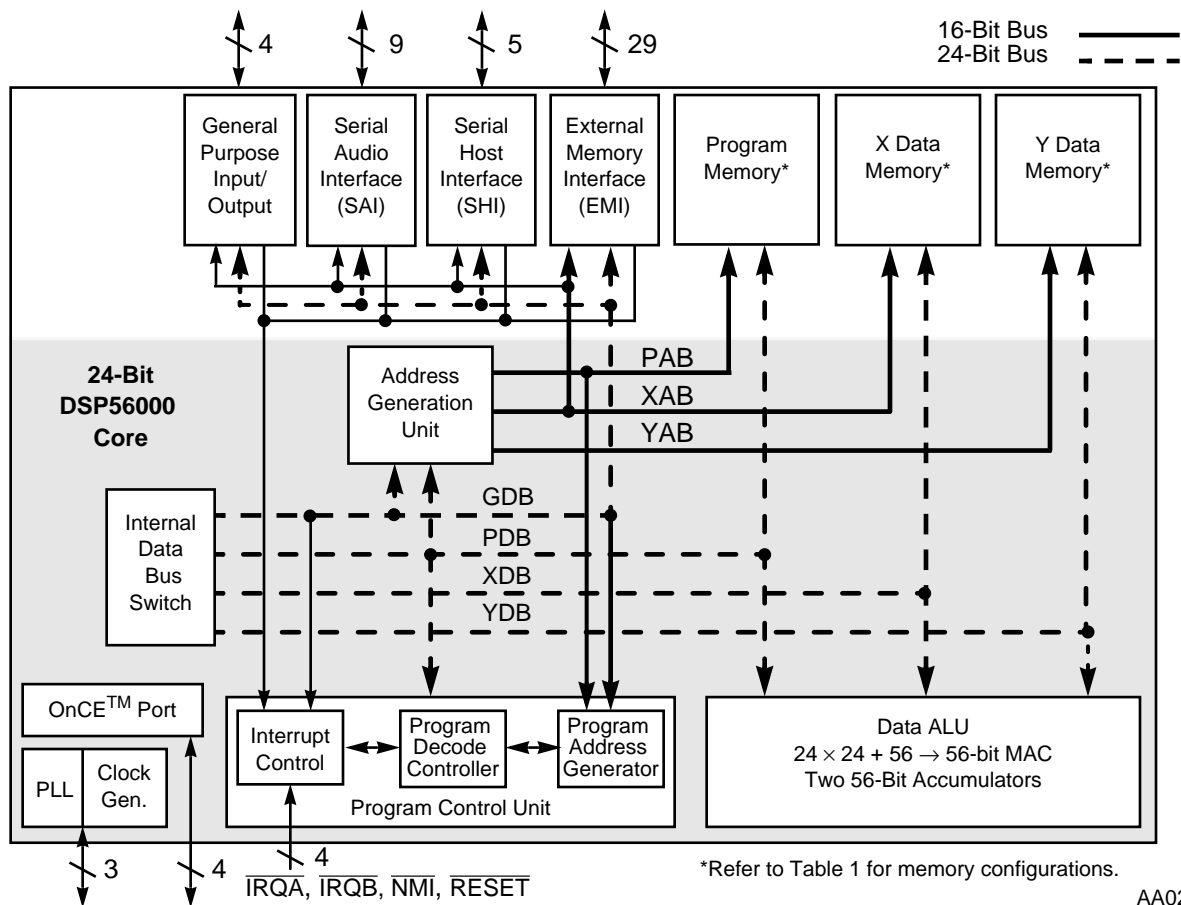 4
9
5
29
16-Bit Bus
24-Bit Bus
General
Purpose
Input/
Output
Serial
Audio
Interface
(SAI)
Serial
Host
Interface
(SHI)
External
Memory
Interface
(EMI)
Program
Memory*
X Data
Memory*
Y Data
Memory*
24-Bit
DSP56000
Core
Address
Generation
Unit
PAB
XAB
YAB
Internal
Data
Bus
Switch
GDB
PDB
XDB
YDB
OnCE™ Port
PLL
Clock
Gen.
Interrupt
Control
Program
Decode
Controller
Program
Address
Generator
Program Control Unit
Data ALU
24 × 24 + 56 → 56-bit MAC
Two 56-Bit Accumulators
3
4
4
IRQA, IRQB, NMI, RESET
*Refer to Table 1 for memory configurations.
AA02